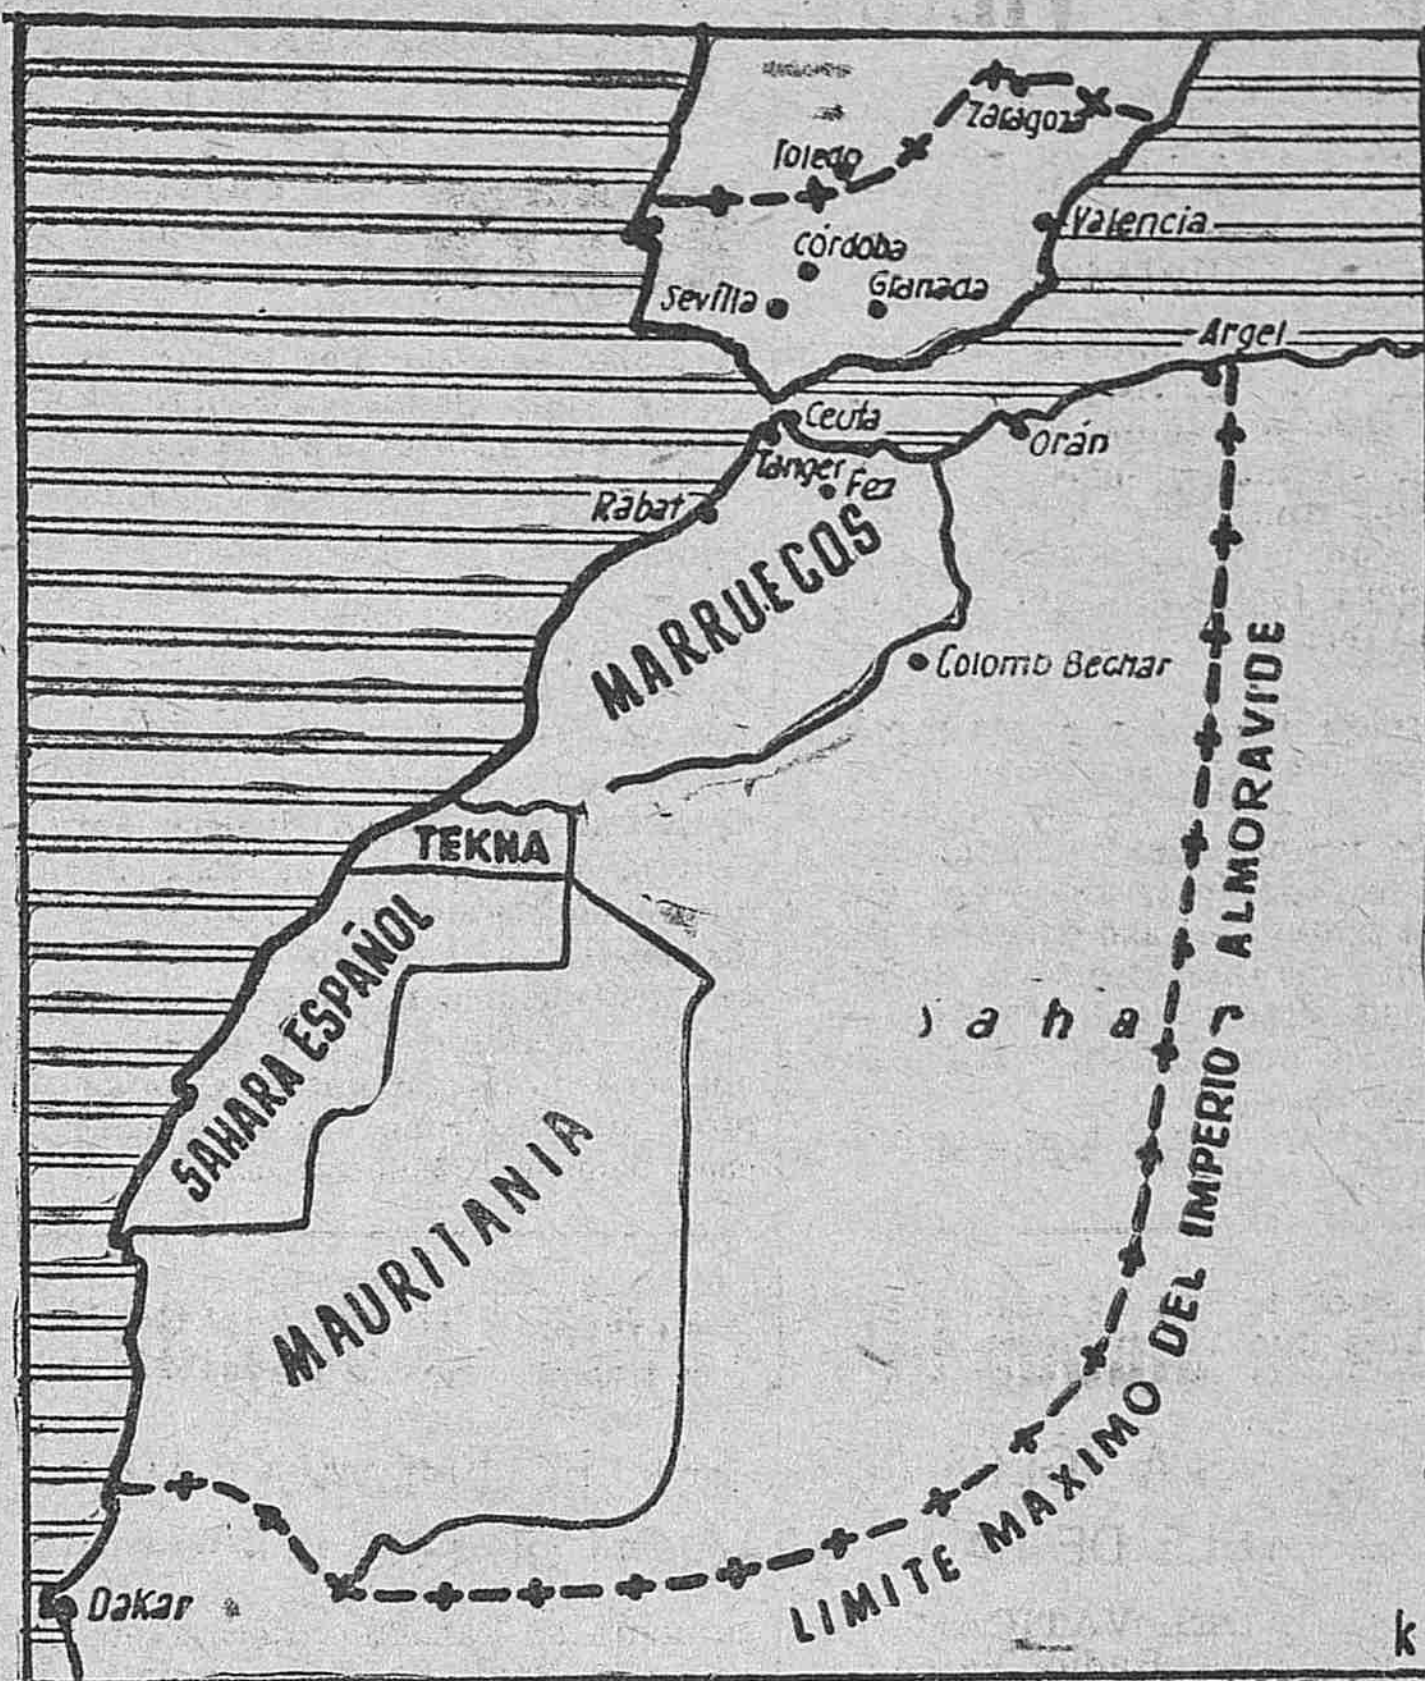 Zaragoza
Toledo
Valencia
Córdoba
Sevilla
Granada
Argel
Ceuta
Orán
Tanger
Fez
Rabat
MARRUECOS
Colomb Bechar
TEKNA
SAHARA ESPAÑOL
S a h a r
MAURITANIA
LIMITE MAXIMO DEL IMPERIO ALMORAVIDE
Dakar
k